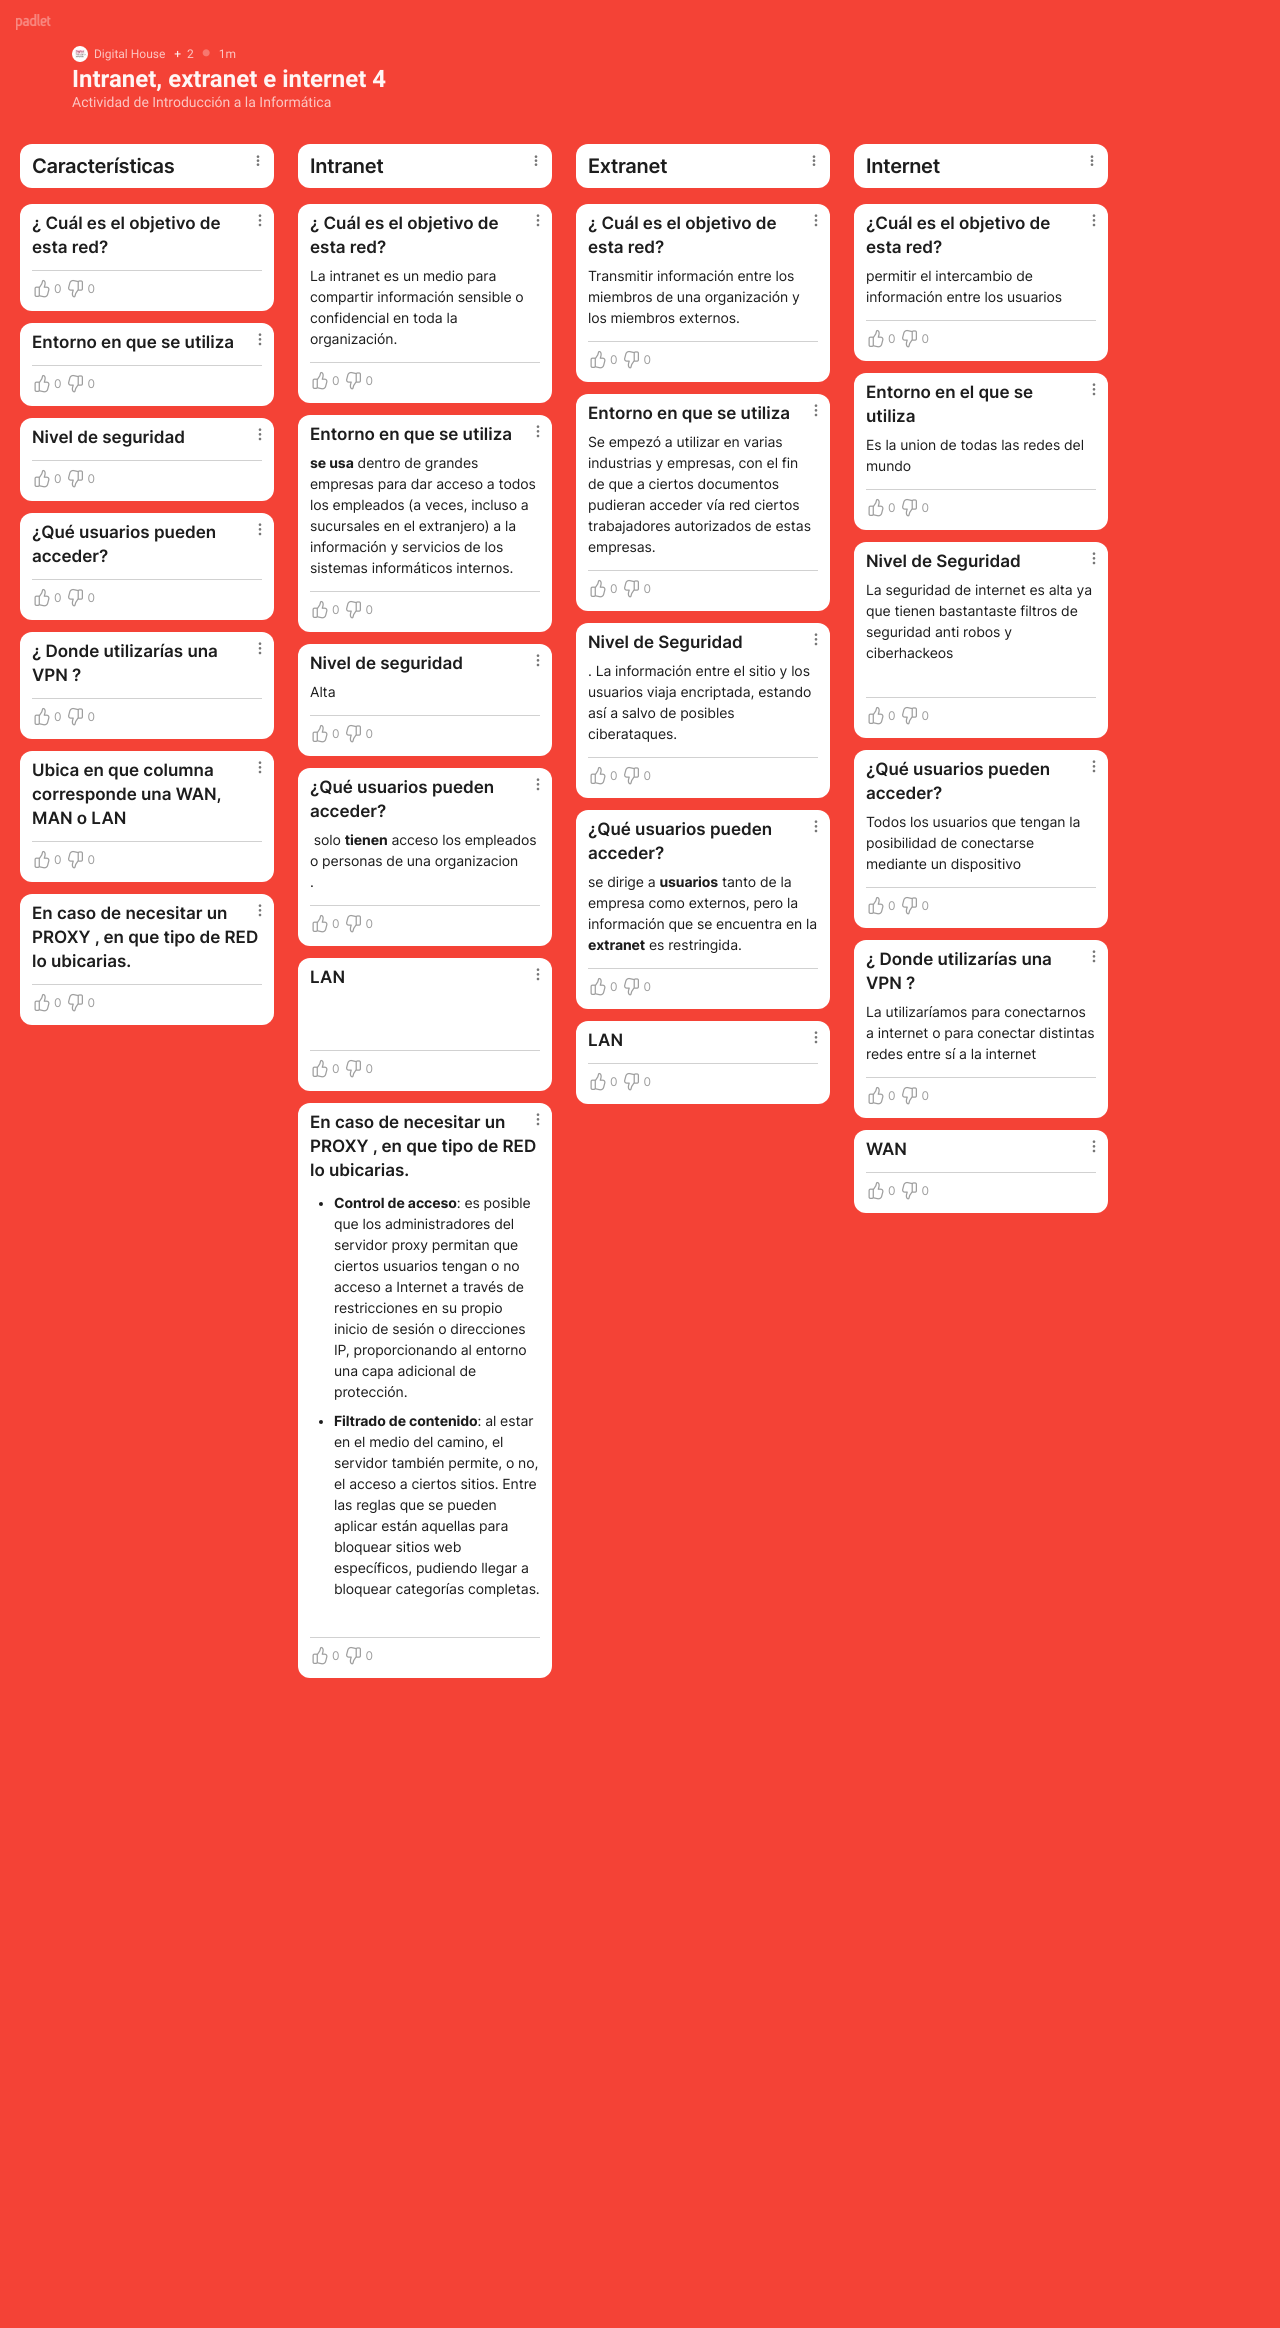 padlet
Digital House + 2 1m
Intranet, extranet e internet 4
Actividad de Introducción a la Informática
Características
¿ Cuál es el objetivo de
esta red?
0 0
Entorno en que se utiliza
0 0
Nivel de seguridad
0 0
¿Qué usuarios pueden
acceder?
0 0
¿ Donde utilizarías una
VPN ?
0 0
Ubica en que columna
corresponde una WAN,
MAN o LAN
0 0
En caso de necesitar un
PROXY , en que tipo de RED
lo ubicarias.
0 0
Intranet
¿ Cuál es el objetivo de
esta red?
La intranet es un medio para
compartir información sensible o
confidencial en toda la
organización.
0 0
Entorno en que se utiliza
se usa dentro de grandes
empresas para dar acceso a todos
los empleados (a veces, incluso a
sucursales en el extranjero) a la
información y servicios de los
sistemas informáticos internos.
0 0
Nivel de seguridad
Alta
0 0
¿Qué usuarios pueden
acceder?
solo tienen acceso los empleados
o personas de una organizacion
.
0 0
LAN
0 0
En caso de necesitar un
PROXY , en que tipo de RED
lo ubicarias.
• Control de acceso: es posible
que los administradores del
servidor proxy permitan que
ciertos usuarios tengan o no
acceso a Internet a través de
restricciones en su propio
inicio de sesión o direcciones
IP, proporcionando al entorno
una capa adicional de
protección.
• Filtrado de contenido: al estar
en el medio del camino, el
servidor también permite, o no,
el acceso a ciertos sitios. Entre
las reglas que se pueden
aplicar están aquellas para
bloquear sitios web
específicos, pudiendo llegar a
bloquear categorías completas.
0 0
Extranet
¿ Cuál es el objetivo de
esta red?
Transmitir información entre los
miembros de una organización y
los miembros externos.
0 0
Entorno en que se utiliza
Se empezó a utilizar en varias
industrias y empresas, con el fin
de que a ciertos documentos
pudieran acceder vía red ciertos
trabajadores autorizados de estas
empresas.
0 0
Nivel de Seguridad
. La información entre el sitio y los
usuarios viaja encriptada, estando
así a salvo de posibles
ciberataques.
0 0
¿Qué usuarios pueden
acceder?
se dirige a usuarios tanto de la
empresa como externos, pero la
información que se encuentra en la
extranet es restringida.
0 0
LAN
0 0
Internet
¿Cuál es el objetivo de
esta red?
permitir el intercambio de
información entre los usuarios
0 0
Entorno en el que se
utiliza
Es la union de todas las redes del
mundo
0 0
Nivel de Seguridad
La seguridad de internet es alta ya
que tienen bastantaste filtros de
seguridad anti robos y
ciberhackeos
0 0
¿Qué usuarios pueden
acceder?
Todos los usuarios que tengan la
posibilidad de conectarse
mediante un dispositivo
0 0
¿ Donde utilizarías una
VPN ?
La utilizaríamos para conectarnos
a internet o para conectar distintas
redes entre sí a la internet
0 0
WAN
0 0